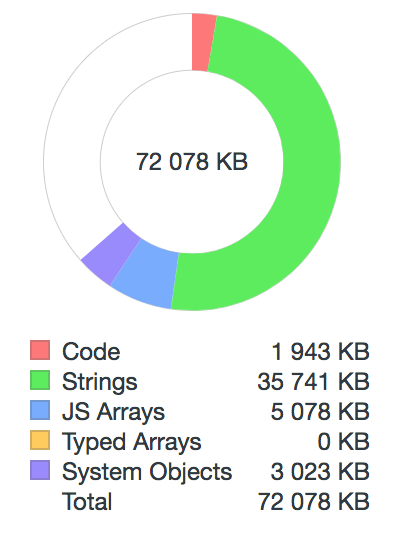 72 078 KB
Code 1 943 KB
Strings 35 741 KB
JS Arrays 5 078 KB
Typed Arrays 0 KB
System Objects 3 023 KB
Total 72 078 KB